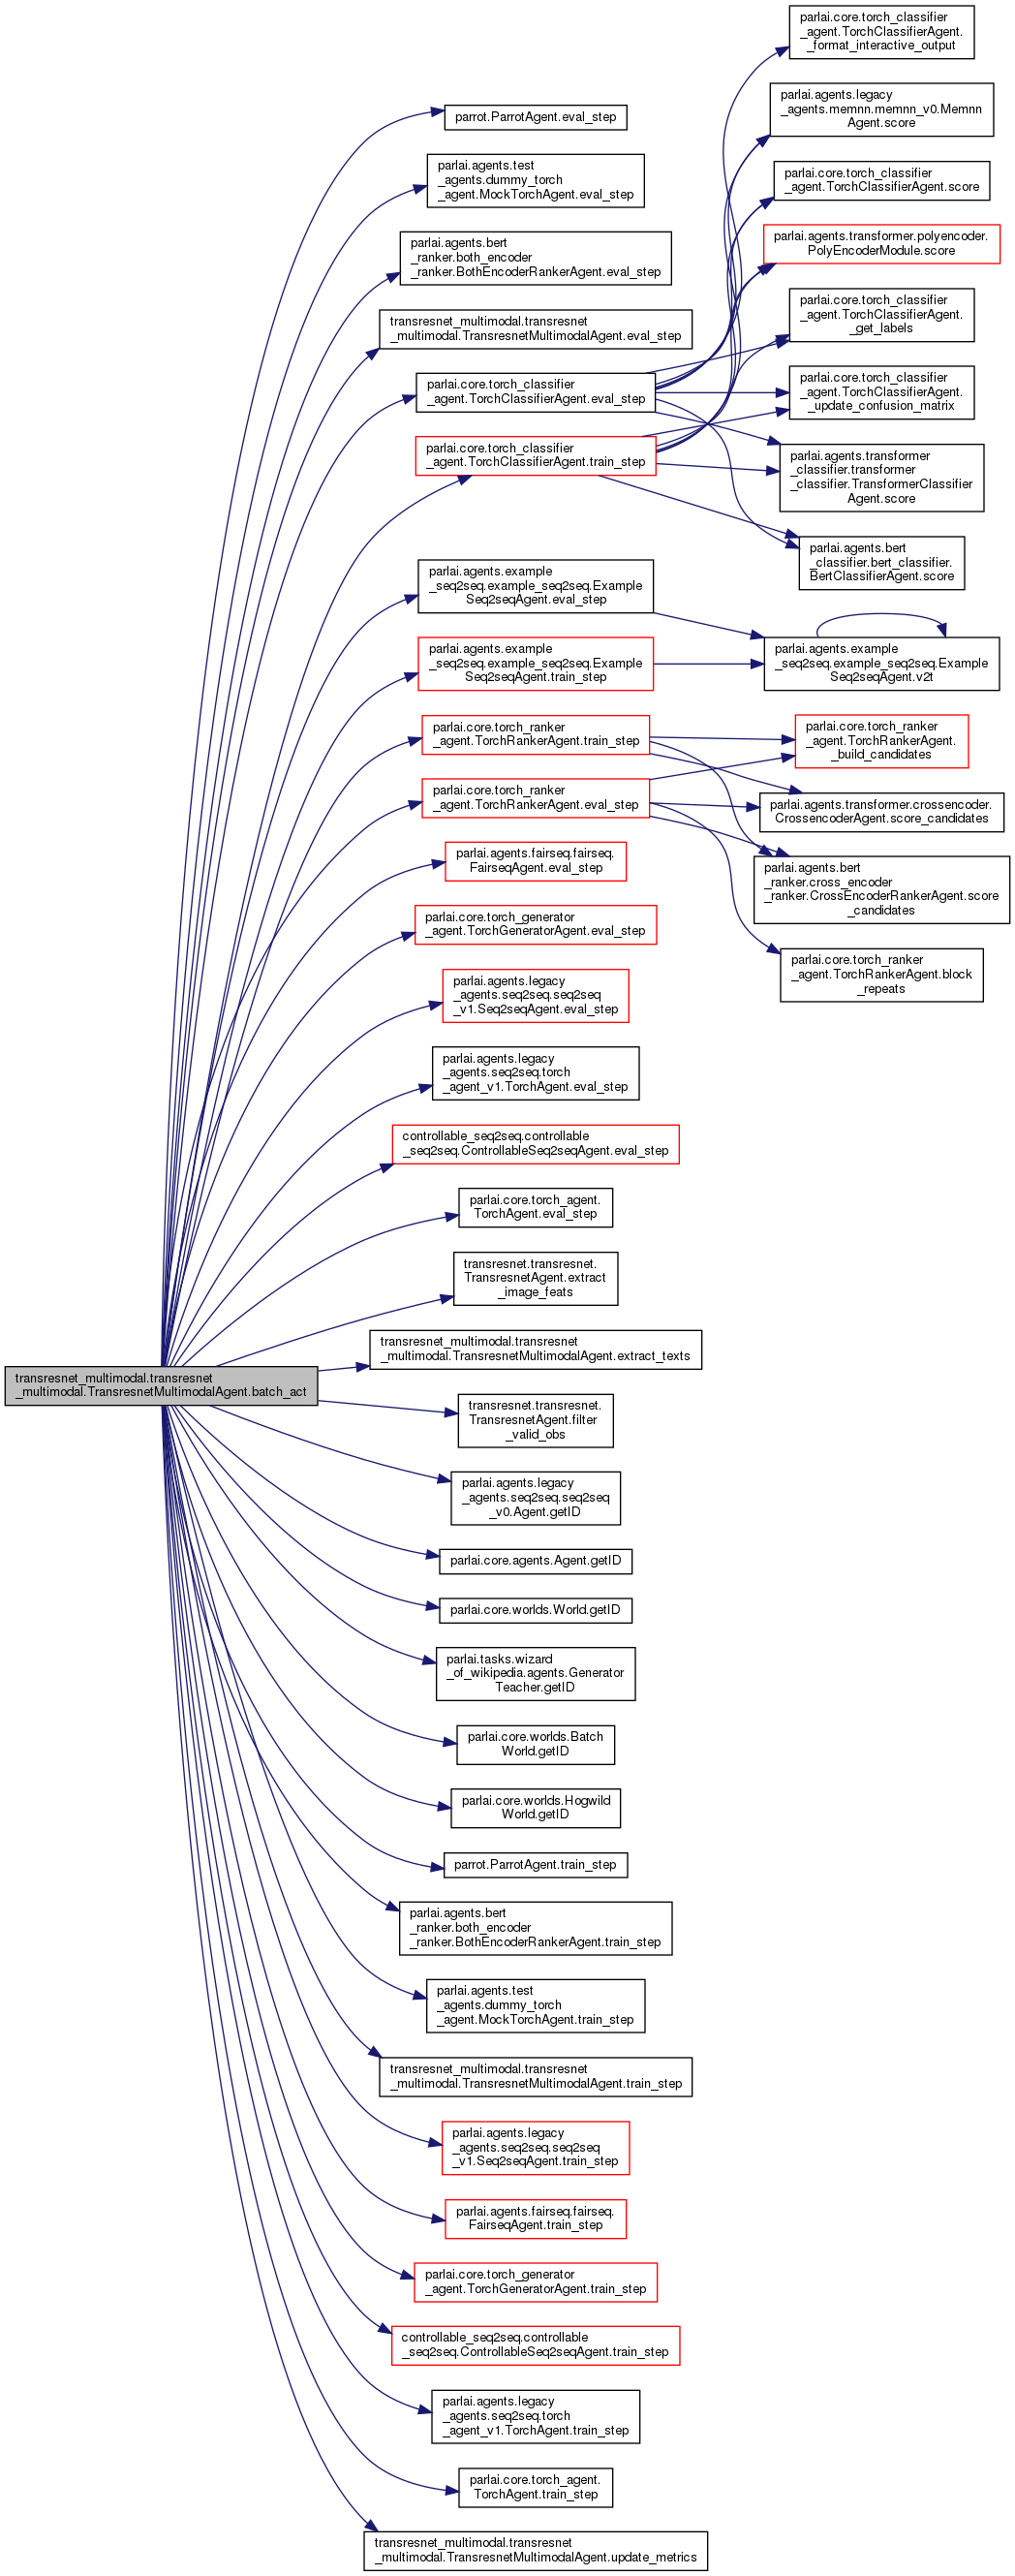 transresnet_multimodal.transresnet
_multimodal.TransresnetMultimodalAgent.batch_act
parrot.ParrotAgent.eval_step
parlai.agents.test
_agents.dummy_torch
_agent.MockTorchAgent.eval_step
parlai.agents.bert
_ranker.both_encoder
_ranker.BothEncoderRankerAgent.eval_step
transresnet_multimodal.transresnet
_multimodal.TransresnetMultimodalAgent.eval_step
parlai.core.torch_classifier
_agent.TorchClassifierAgent.eval_step
parlai.core.torch_classifier
_agent.TorchClassifierAgent.train_step
parlai.agents.example
_seq2seq.example_seq2seq.Example
Seq2seqAgent.eval_step
parlai.agents.example
_seq2seq.example_seq2seq.Example
Seq2seqAgent.train_step
parlai.core.torch_ranker
_agent.TorchRankerAgent.train_step
parlai.core.torch_ranker
_agent.TorchRankerAgent.eval_step
parlai.agents.fairseq.fairseq.
FairseqAgent.eval_step
parlai.core.torch_generator
_agent.TorchGeneratorAgent.eval_step
parlai.agents.legacy
_agents.seq2seq.seq2seq
_v1.Seq2seqAgent.eval_step
parlai.agents.legacy
_agents.seq2seq.torch
_agent_v1.TorchAgent.eval_step
controllable_seq2seq.controllable
_seq2seq.ControllableSeq2seqAgent.eval_step
parlai.core.torch_agent.
TorchAgent.eval_step
transresnet.transresnet.
TransresnetAgent.extract
_image_feats
transresnet_multimodal.transresnet
_multimodal.TransresnetMultimodalAgent.extract_texts
transresnet.transresnet.
TransresnetAgent.filter
_valid_obs
parlai.agents.legacy
_agents.seq2seq.seq2seq
_v0.Agent.getID
parlai.core.agents.Agent.getID
parlai.core.worlds.World.getID
parlai.tasks.wizard
_of_wikipedia.agents.Generator
Teacher.getID
parlai.core.worlds.Batch
World.getID
parlai.core.worlds.Hogwild
World.getID
parrot.ParrotAgent.train_step
parlai.agents.bert
_ranker.both_encoder
_ranker.BothEncoderRankerAgent.train_step
parlai.agents.test
_agents.dummy_torch
_agent.MockTorchAgent.train_step
transresnet_multimodal.transresnet
_multimodal.TransresnetMultimodalAgent.train_step
parlai.agents.legacy
_agents.seq2seq.seq2seq
_v1.Seq2seqAgent.train_step
parlai.agents.fairseq.fairseq.
FairseqAgent.train_step
parlai.core.torch_generator
_agent.TorchGeneratorAgent.train_step
controllable_seq2seq.controllable
_seq2seq.ControllableSeq2seqAgent.train_step
parlai.agents.legacy
_agents.seq2seq.torch
_agent_v1.TorchAgent.train_step
parlai.core.torch_agent.
TorchAgent.train_step
transresnet_multimodal.transresnet
_multimodal.TransresnetMultimodalAgent.update_metrics
parlai.core.torch_classifier
_agent.TorchClassifierAgent.
_format_interactive_output
parlai.agents.legacy
_agents.memnn.memnn_v0.Memnn
Agent.score
parlai.core.torch_classifier
_agent.TorchClassifierAgent.score
parlai.agents.transformer.polyencoder.
PolyEncoderModule.score
parlai.core.torch_classifier
_agent.TorchClassifierAgent.
_get_labels
parlai.core.torch_classifier
_agent.TorchClassifierAgent.
_update_confusion_matrix
parlai.agents.transformer
_classifier.transformer
_classifier.TransformerClassifier
Agent.score
parlai.agents.bert
_classifier.bert_classifier.
BertClassifierAgent.score
parlai.agents.example
_seq2seq.example_seq2seq.Example
Seq2seqAgent.v2t
parlai.core.torch_ranker
_agent.TorchRankerAgent.
_build_candidates
parlai.agents.transformer.crossencoder.
CrossencoderAgent.score_candidates
parlai.agents.bert
_ranker.cross_encoder
_ranker.CrossEncoderRankerAgent.score
_candidates
parlai.core.torch_ranker
_agent.TorchRankerAgent.block
_repeats